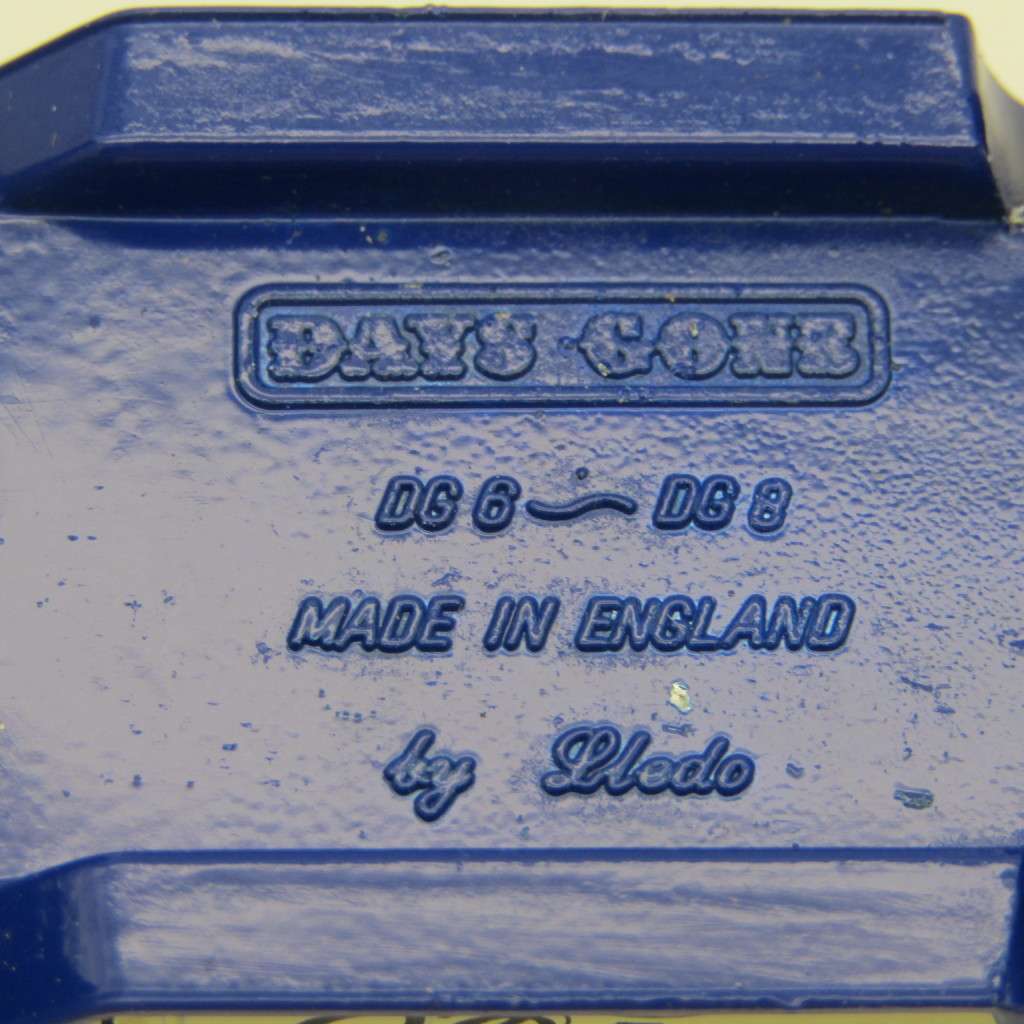 DAYS GONE
DG 6 ~ DG 8
MADE IN ENGLAND
by Lledo